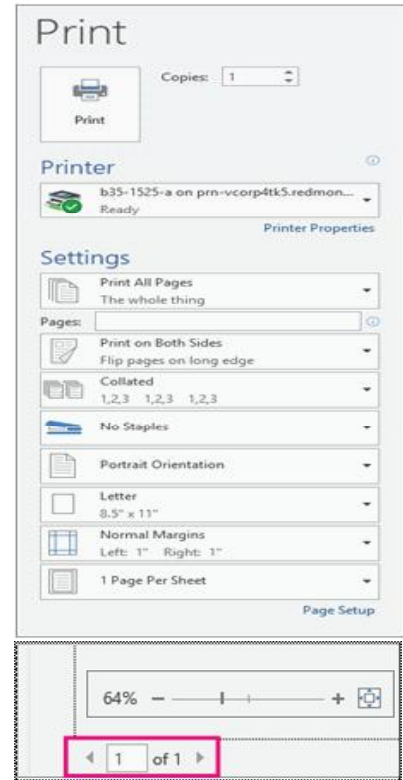 Print
Copies: 1
Print
Printer
b35-1525-a on prn-vcorp4tk5.redmon...
Ready
Printer Properties
Settings
Print All Pages
The whole thing
Pages:
Print on Both Sides
Flip pages on long edge
Collated
1,2,3 1,2,3 1,2,3
No Staples
Portrait Orientation
Letter
8.5" x 11"
Normal Margins
Left: 1" Right: 1"
1 Page Per Sheet
Page Setup
64%
1 of 1